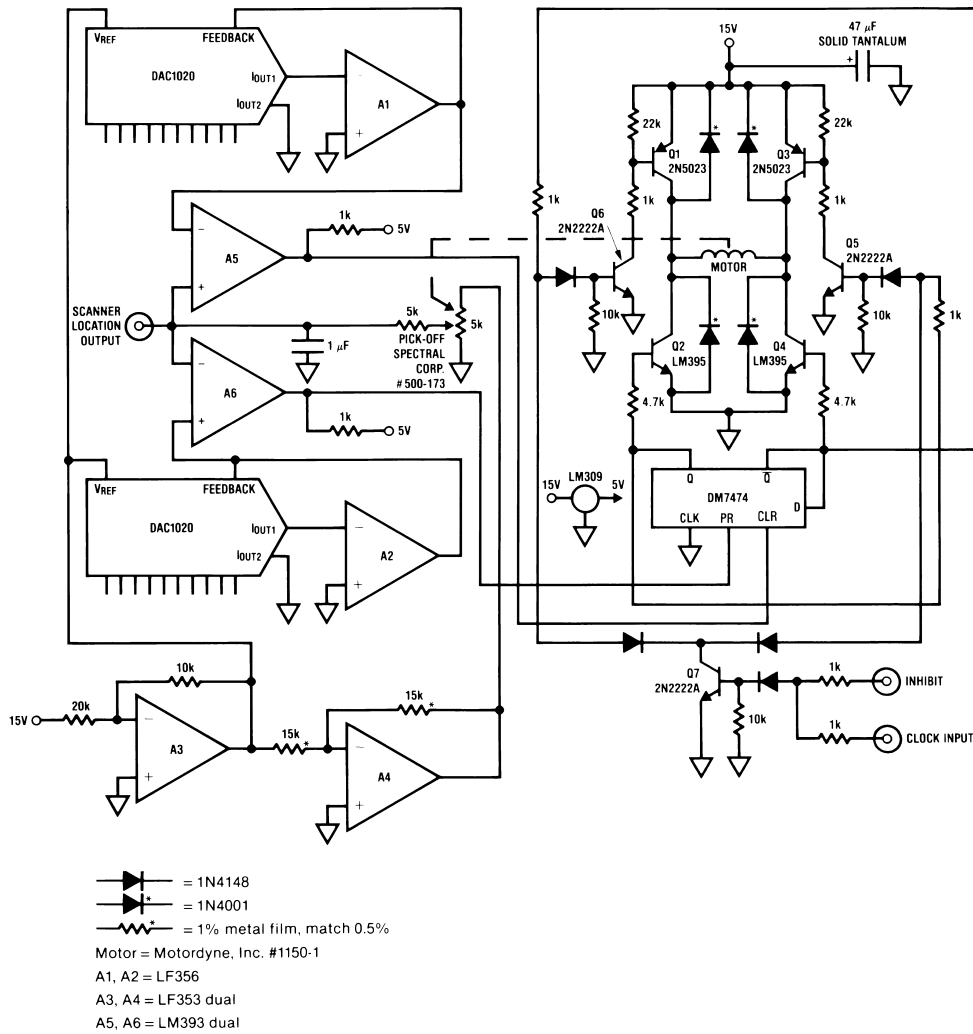 VREF
FEEDBACK
DAC1020
IOUT1
IOUT2
−
+
A1
−
+
A5
1k
5V
SCANNER
LOCATION
OUTPUT
5k
5k
1 µF
PICK-OFF
SPECTRAL
CORP.
#500-173
−
+
A6
1k
5V
VREF
FEEDBACK
DAC1020
IOUT1
IOUT2
−
+
A2
15V
20k
10k
−
+
A3
15k
*
15k
*
−
+
A4
15V
47 µF
SOLID TANTALUM
+
22k
Q1
2N5023
*
*
Q3
2N5023
22k
1k
1k
1k
Q6
2N2222A
MOTOR
Q5
2N2222A
10k
10k
1k
Q2
LM395
*
*
Q4
LM395
4.7k
4.7k
15V
LM309
5V
Q
Q̅
DM7474
D
CLK
PR
CLR
Q7
2N2222A
10k
1k
INHIBIT
1k
CLOCK INPUT
= 1N4148
* = 1N4001
* = 1% metal film, match 0.5%
Motor = Motordyne, Inc. #1150-1
A1, A2 = LF356
A3, A4 = LF353 dual
A5, A6 = LM393 dual